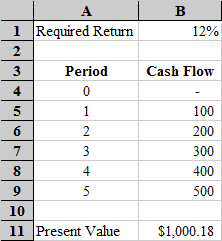 A B
1 Required Return 12%
2
3 Period Cash Flow
4 0 -
5 1 100
6 2 200
7 3 300
8 4 400
9 5 500
10
11 Present Value $1,000.18